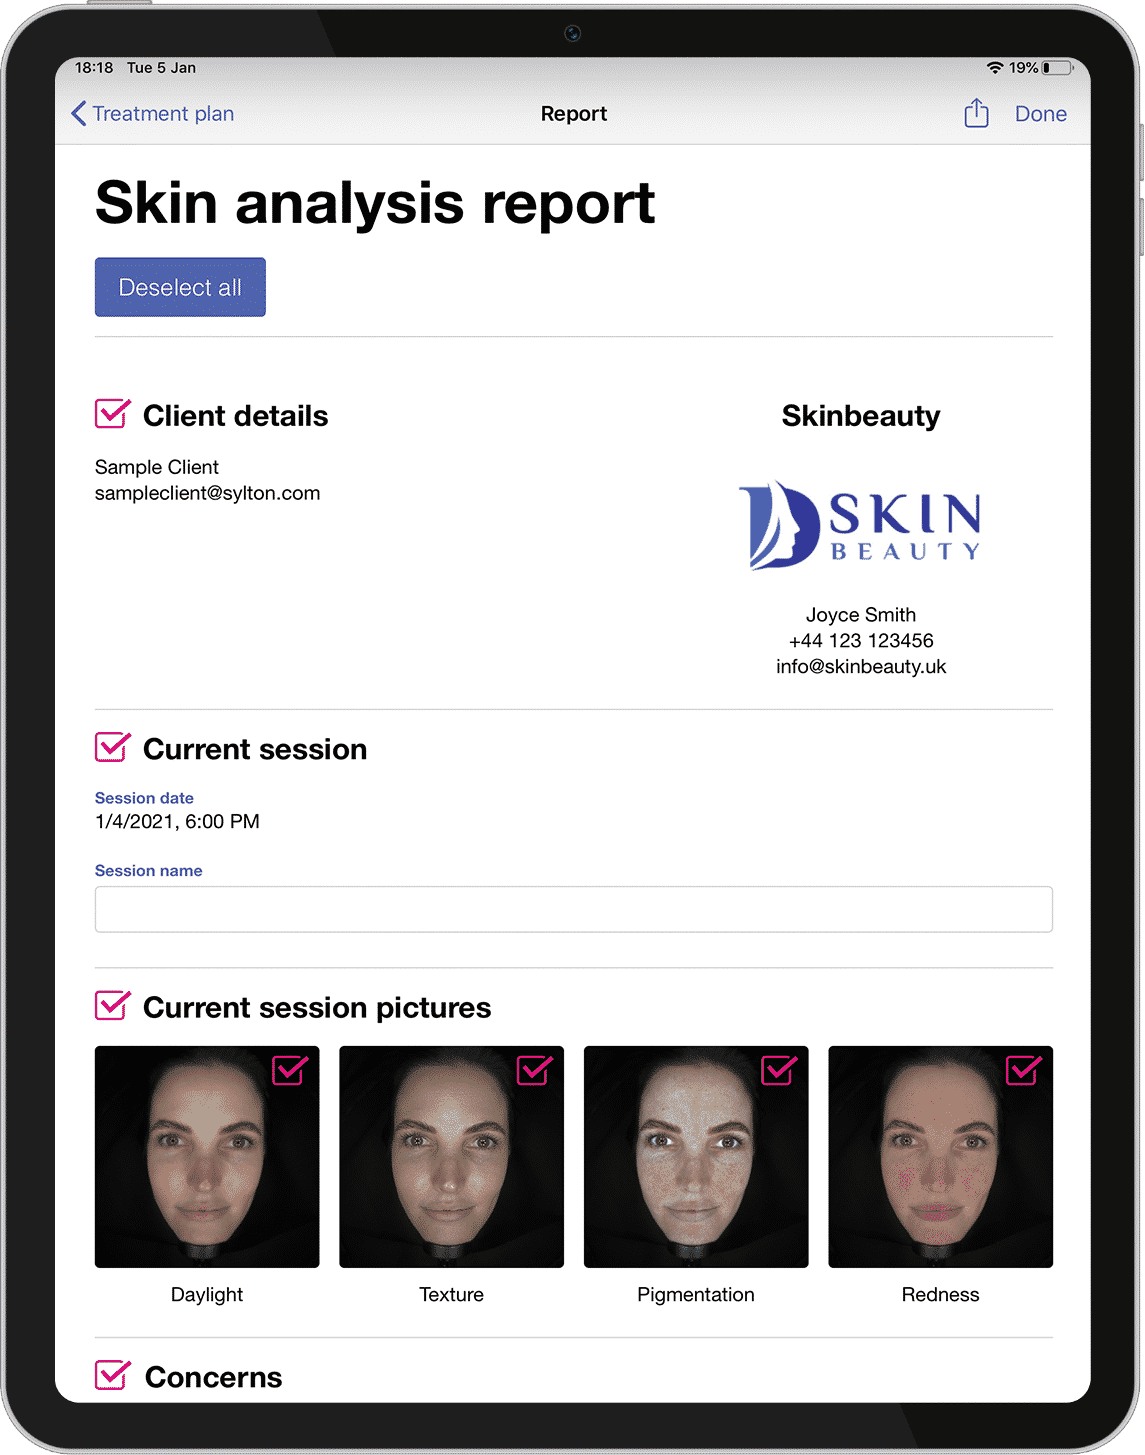 18:18 Tue 5 Jan 19%
Treatment plan Report Done
Skin analysis report
Deselect all
Client details
Sample Client
sampleclient@sylton.com
Skinbeauty
SKIN
BEAUTY
Joyce Smith
+44 123 123456
info@skinbeauty.uk
Current session
Session date
1/4/2021, 6:00 PM
Session name
Current session pictures
Daylight Texture Pigmentation Redness
Concerns